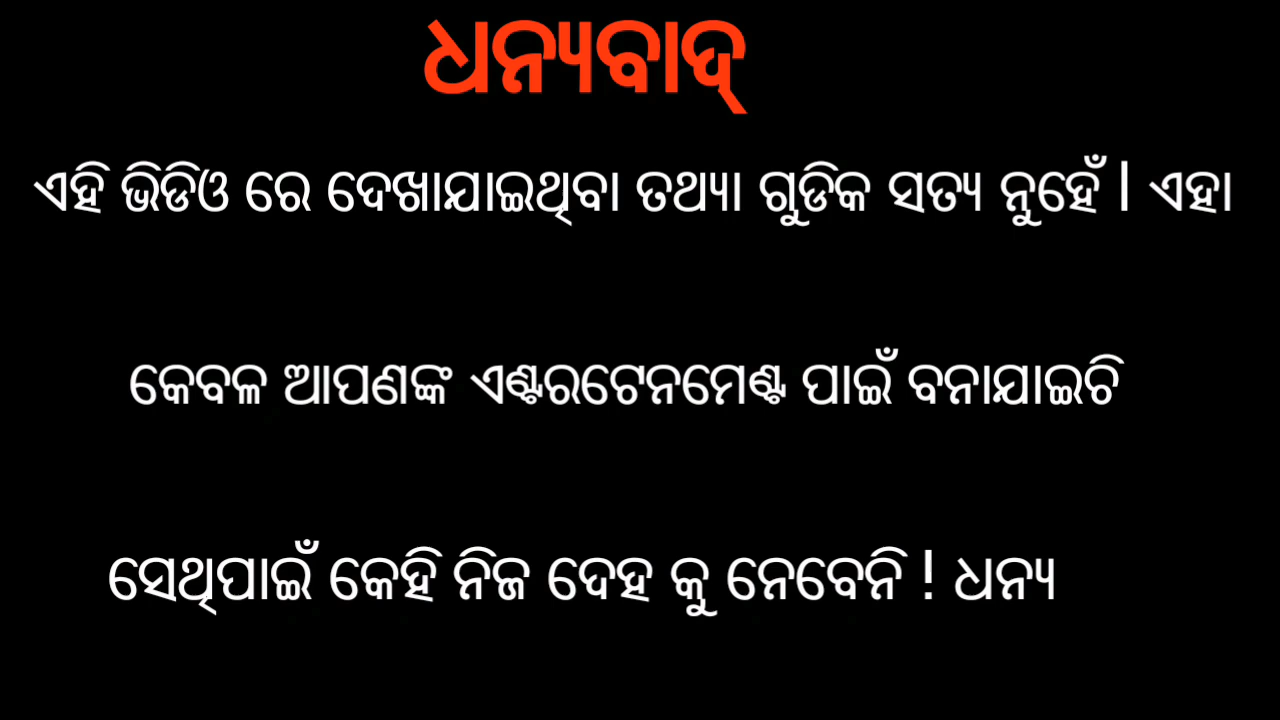 ଧନ୍ୟବାଦ୍
ଏହି ଭିଡିଓ ରେ ଦେଖାଯାଇଥିବା ତଥ୍ୟା ଗୁଡିକ ସତ୍ୟ ନୁହେଁ l ଏହା
କେବଳ ଆପଣଙ୍କ ଏଣ୍ଟରଟେନମେଣ୍ଟ ପାଇଁ ବନାଯାଇଚି
ସେଥିପାଇଁ କେହି ନିଜ ଦେହ କୁ ନେବେନି ! ଧନ୍ୟ